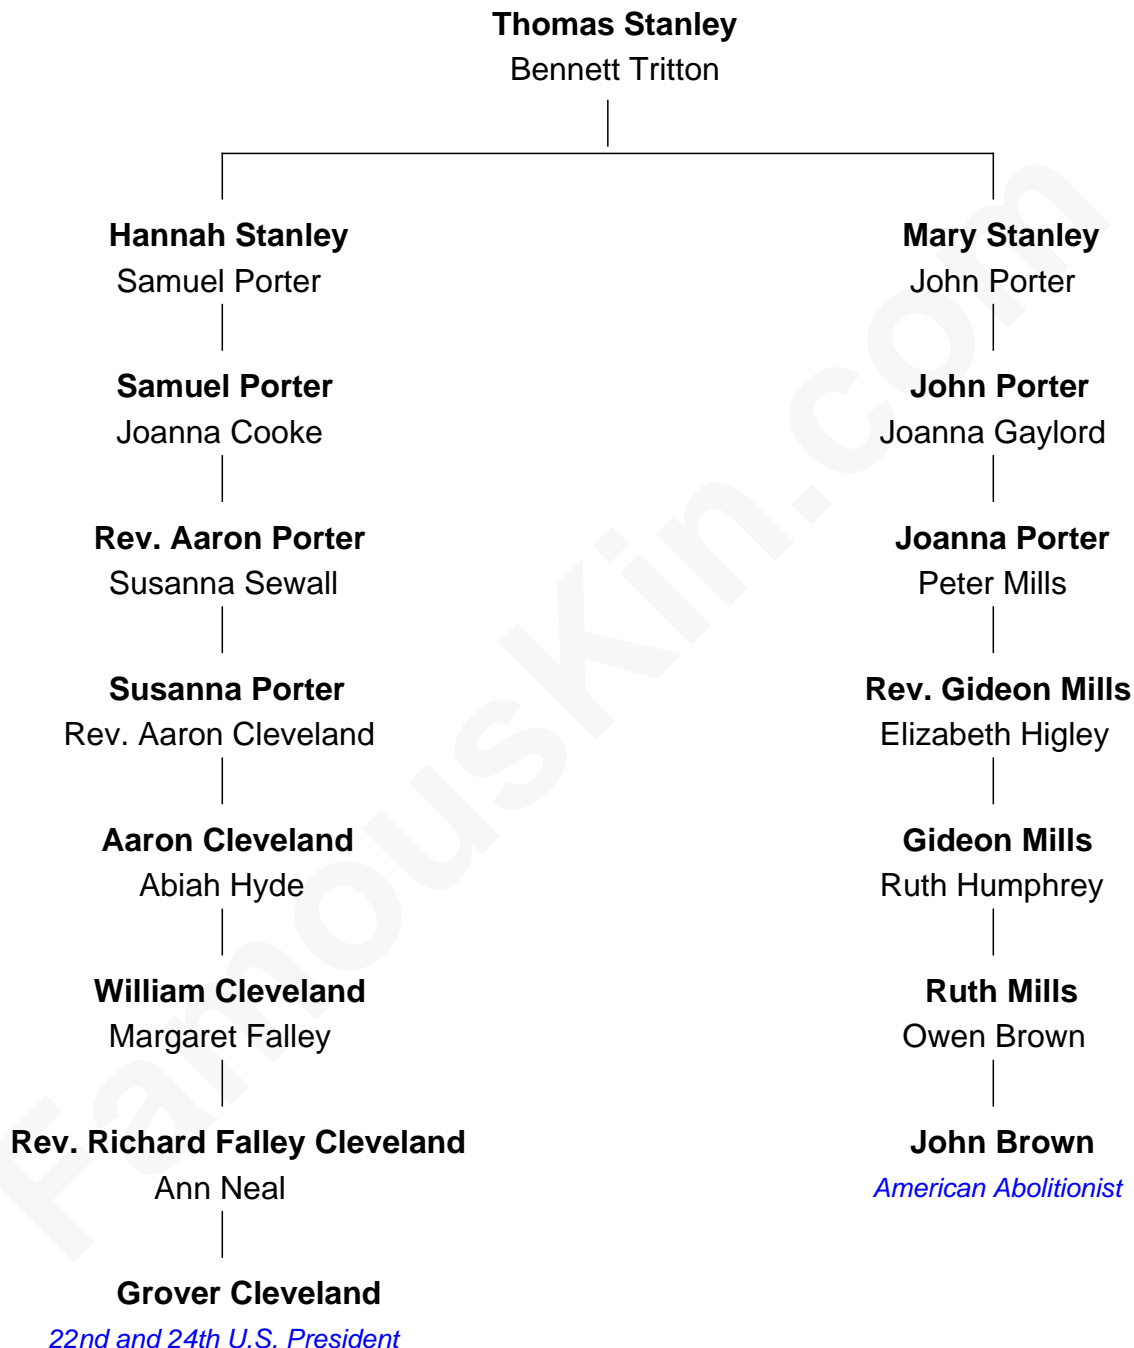 Thomas Stanley
Bennett Tritton
Hannah Stanley
Samuel Porter
Mary Stanley
John Porter
Samuel Porter
Joanna Cooke
John Porter
Joanna Gaylord
Rev. Aaron Porter
Susanna Sewall
Joanna Porter
Peter Mills
Susanna Porter
Rev. Aaron Cleveland
Rev. Gideon Mills
Elizabeth Higley
Aaron Cleveland
Abiah Hyde
Gideon Mills
Ruth Humphrey
William Cleveland
Margaret Falley
Ruth Mills
Owen Brown
Rev. Richard Falley Cleveland
Ann Neal
John Brown
American Abolitionist
Grover Cleveland
22nd and 24th U.S. President
FamousKin.com